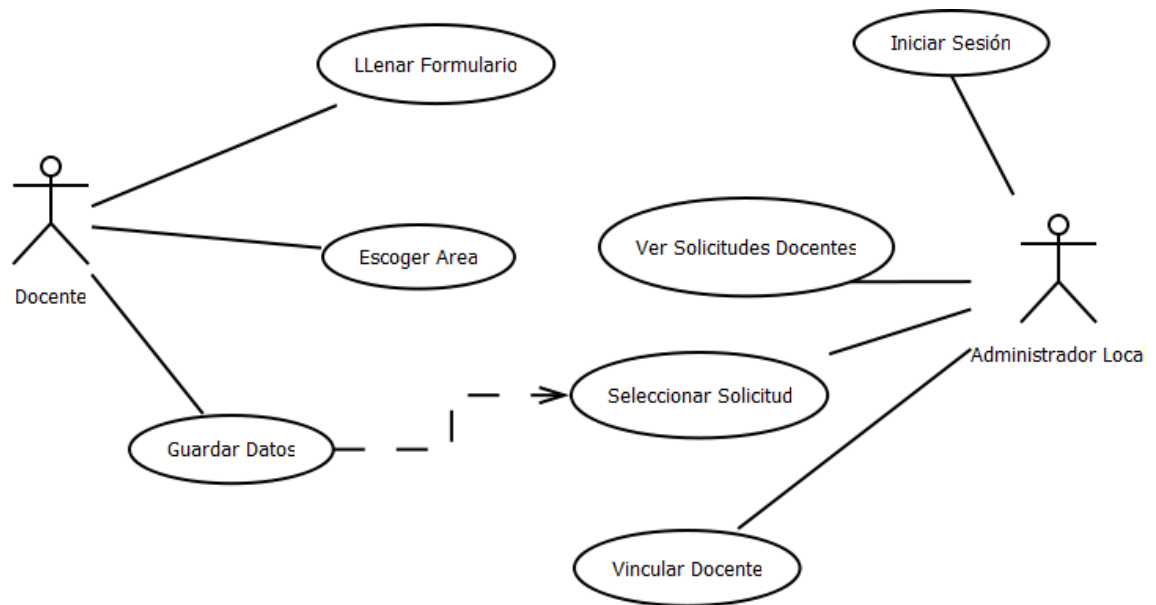 LLenar Formulario
Iniciar Sesión
Escoger Area
Ver Solicitudes Docentes
Docente
Administrador Loca
Seleccionar Solicitud
Guardar Datos
Vincular Docente